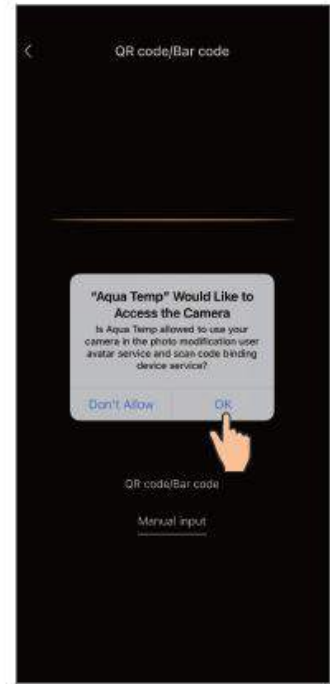 QR code/Bar code
"Aqua Temp" Would Like to
Access the Camera
Is Aqua Temp allowed to use your
camera in the photo modification user
avatar service and scan code binding
device service?
Don't Allow
OK
QR code/Bar code
Manual input